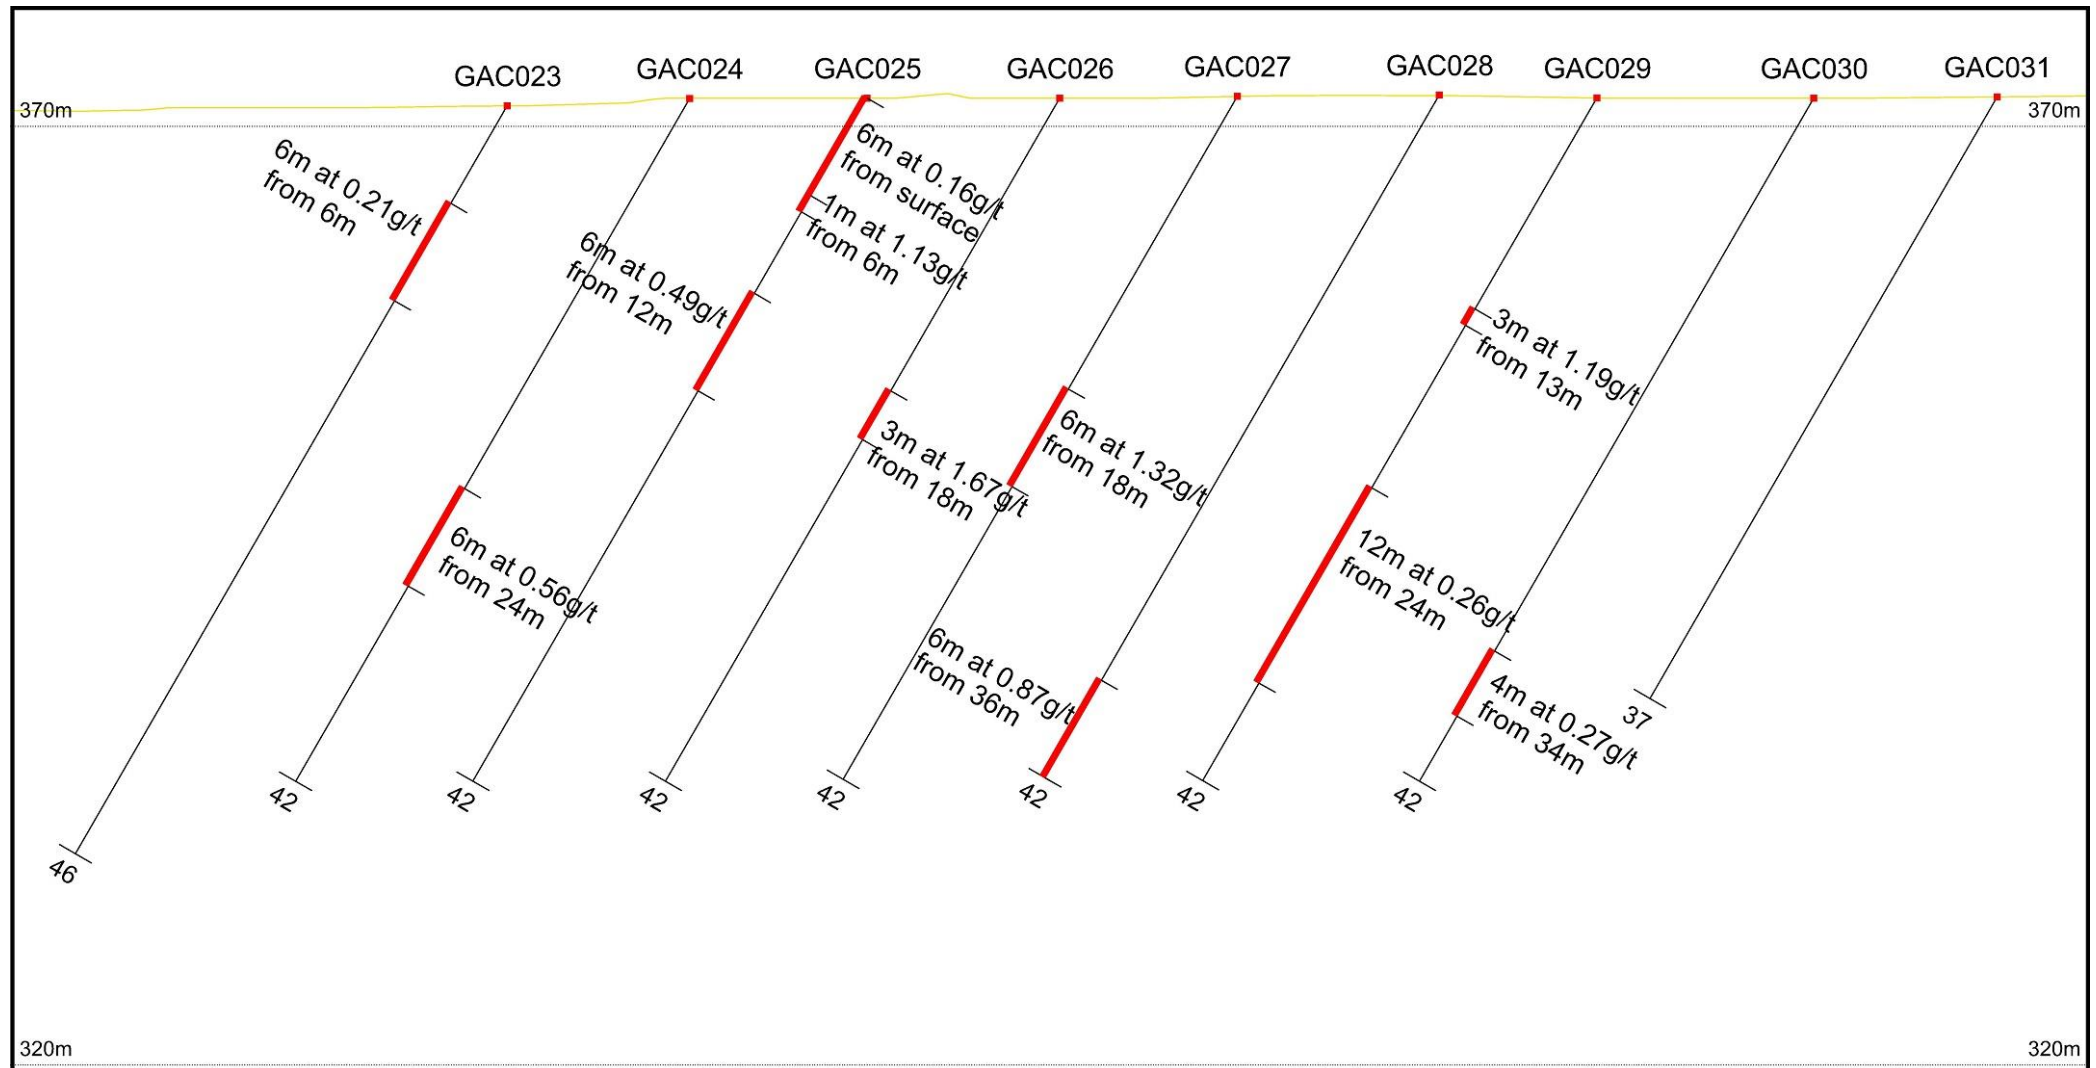 GAC023
GAC024
GAC025
GAC026
GAC027
GAC028
GAC029
GAC030
GAC031
370m
370m
6m at 0.21g/t
from 6m
6m at 0.16g/t
from surface
1m at 1.13g/t
from 6m
6m at 0.49g/t
from 12m
3m at 1.19g/t
from 13m
3m at 1.67g/t
from 18m
6m at 1.32g/t
from 18m
6m at 0.56g/t
from 24m
12m at 0.26g/t
from 24m
6m at 0.87g/t
from 36m
4m at 0.27g/t
from 34m
37
42
42
42
42
42
42
42
46
320m
320m